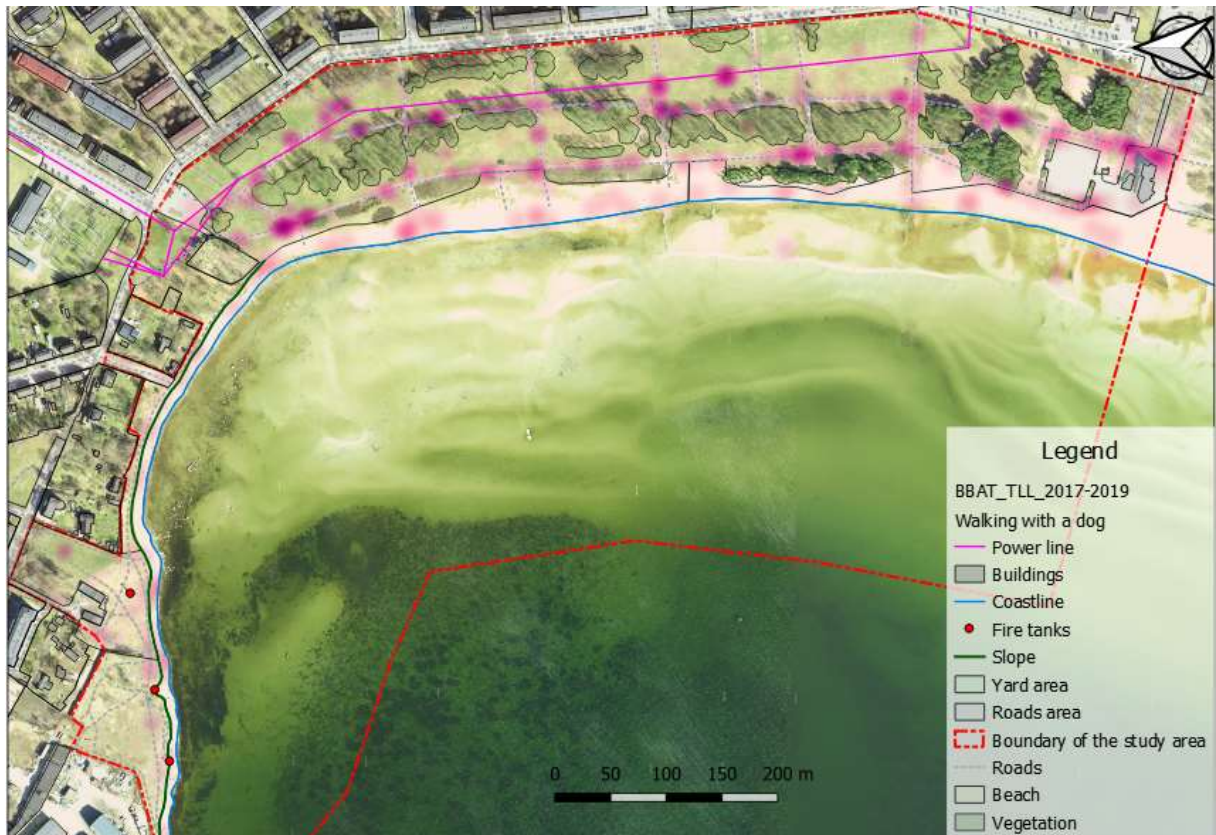 Legend
BBAT_TLL_2017-2019
Walking with a dog
Power line
Buildings
Coastline
Fire tanks
Slope
Yard area
Roads area
Boundary of the study area
Roads
Beach
Vegetation
0 50 100 150 200 m